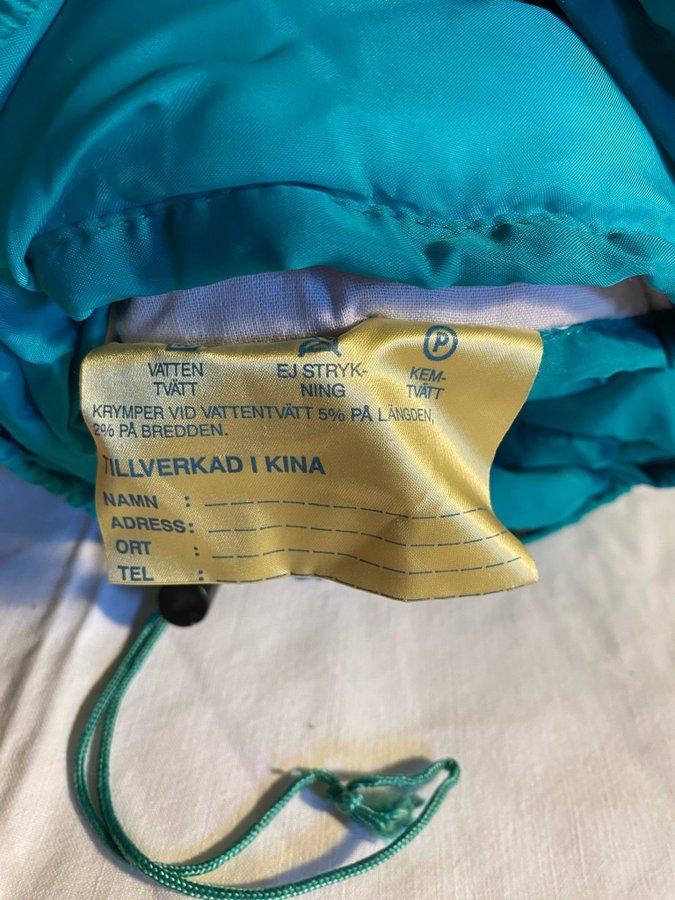 VATTEN EJ STRYK- P KEM-
TVÄTT NING TVÄTT
KRYMPER VID VATTENTVÄTT 5% PÅ LÄNGDEN,
2% PÅ BREDDEN.
TILLVERKAD I KINA
NAMN :
ADRESS:
ORT :
TEL :